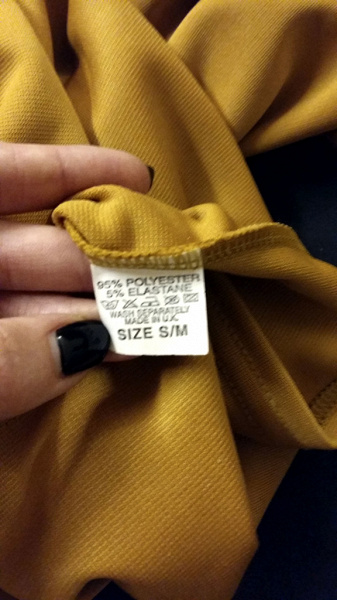 95% POLYESTER
5% ELASTANE
WASH SEPARATELY
MADE IN U.K.
SIZE S/M